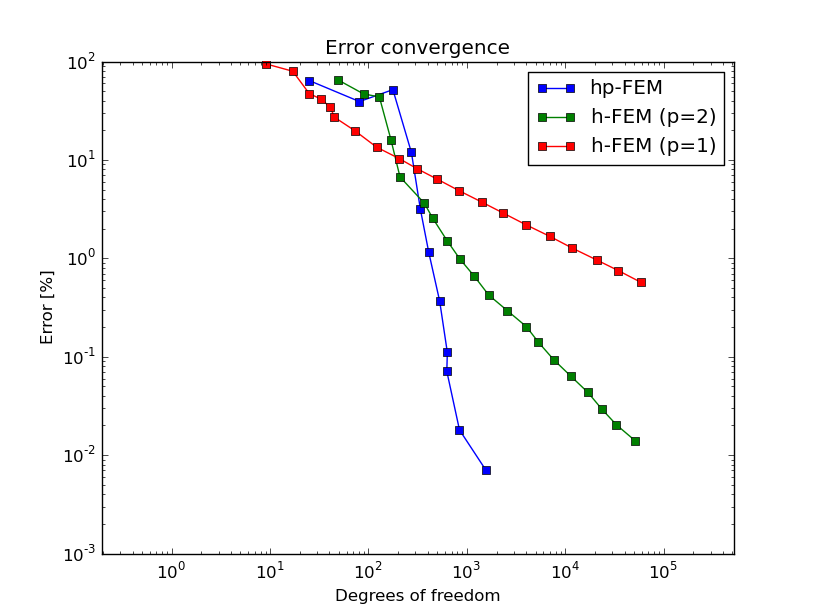 Error convergence
hp-FEM
h-FEM (p=2)
h-FEM (p=1)
10^2
10^1
10^0
10^-1
10^-2
10^-3
Error [%]
10^0 10^1 10^2 10^3 10^4 10^5
Degrees of freedom